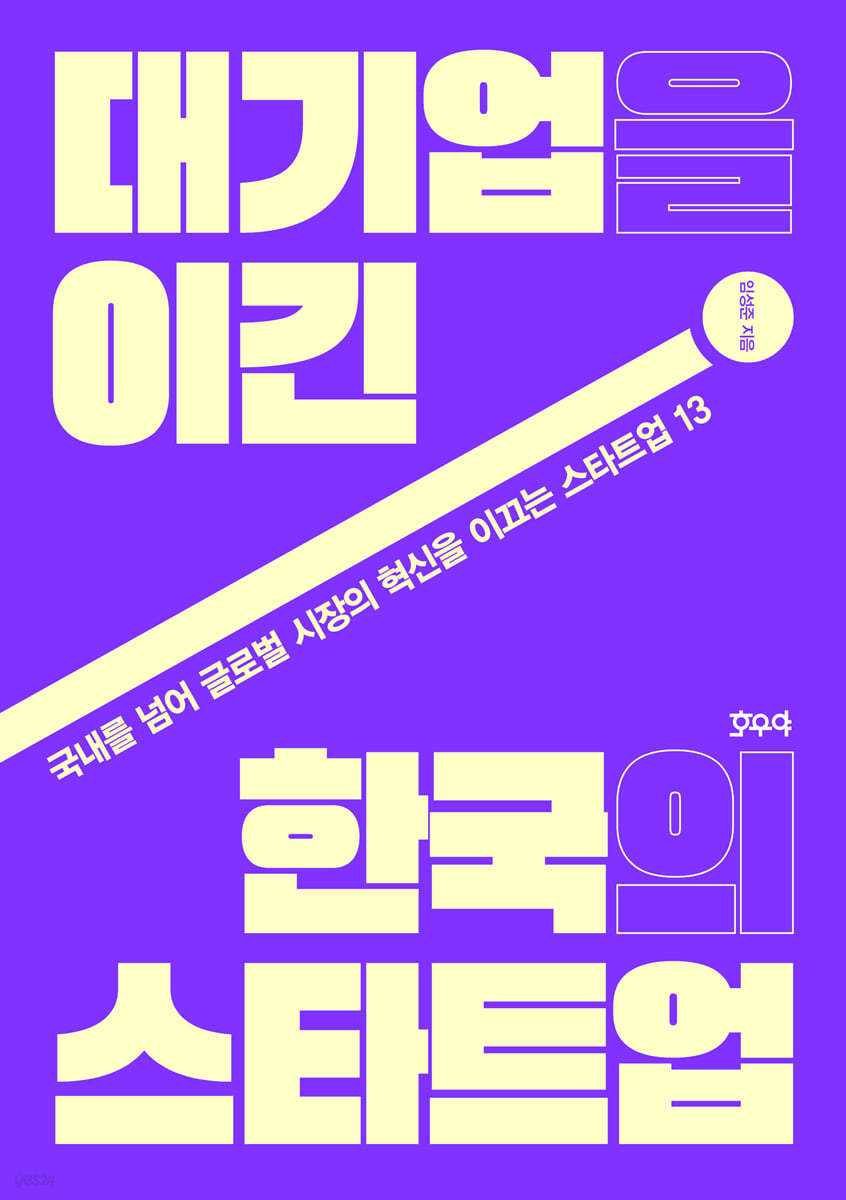 대기업을
이긴
임성준 지음
국내를 넘어 글로벌 시장의 혁신을 이끄는 스타트업 13
한국의
스타트업
yes24